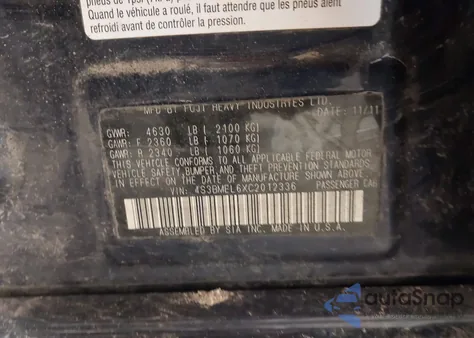 pneus de 1psi
Quand le véhicule a roulé, il faut attendre que les pneus aient
refroidi avant de contrôler la pression.
MFD BY FUJI HEAVY INDUSTRIES LTD.
DATE: 11/11
GVWR: 4630 LB ( 2100 KG)
GAWR: F 2360 LB ( 1070 KG)
R 2340 LB ( 1060 KG)
THIS VEHICLE CONFORMS TO ALL APPLICABLE FEDERAL MOTOR
VEHICLE SAFETY, BUMPER, AND THEFT PREVENTION STANDARDS
IN EFFECT ON THE DATE OF MANUFACTURE SHOWN ABOVE.
VIN: 4S3BMEL6XC2012336 PASSENGER CAR
ASSEMBLED BY SIA INC. MADE IN U.S.A.
autoSnap